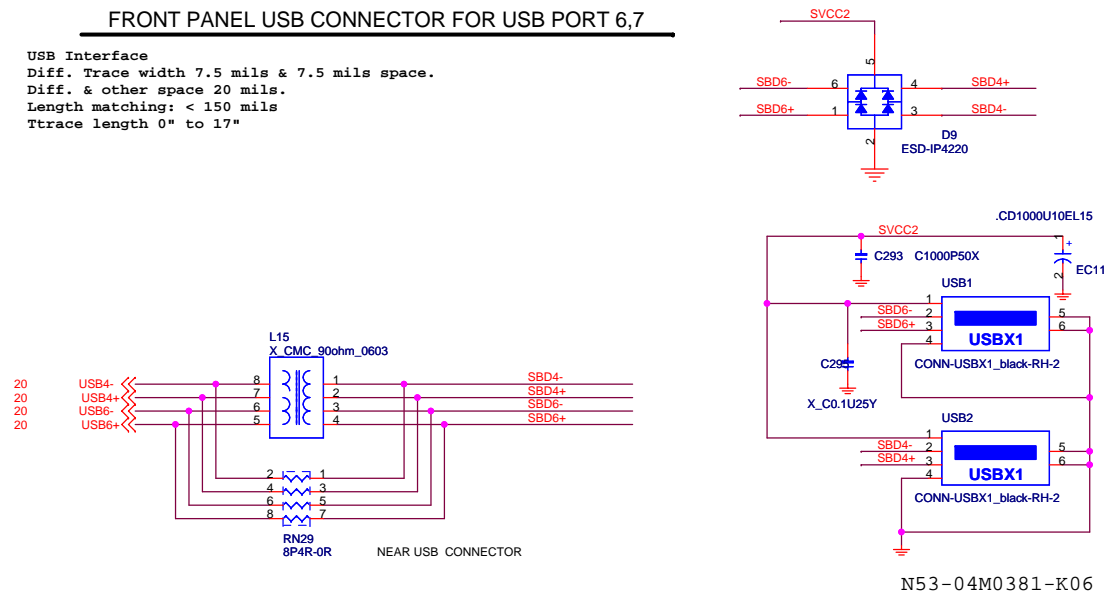 FRONT PANEL USB CONNECTOR FOR USB PORT 6,7
USB Interface
Diff. Trace width 7.5 mils & 7.5 mils space.
Diff. & other space 20 mils.
Length matching: < 150 mils
Ttrace length 0" to 17"
SVCC2
5
SBD6- 6 4 SBD4+
SBD6+ 1 3 SBD4-
2
D9
ESD-IP4220
.CD1000U10EL15
SVCC2
1
+
C293 C1000P50X
2
EC11
USB1
1
SBD6- 2 5
SBD6+ 3 6
4
USBX1
CONN-USBX1_black-RH-2
X_C0.1U25Y
USB2
1
SBD4- 2 5
SBD4+ 3 6
4
USBX1
CONN-USBX1_black-RH-2
L15
X_CMC_90ohm_0603
20 USB4- 8 1 SBD4-
20 USB4+ 7 2 SBD4+
20 USB6- 6 3 SBD6-
20 USB6+ 5 4 SBD6+
2 1
4 3
6 5
8 7
RN29
8P4R-0R
NEAR USB CONNECTOR
N53-04M0381-K06